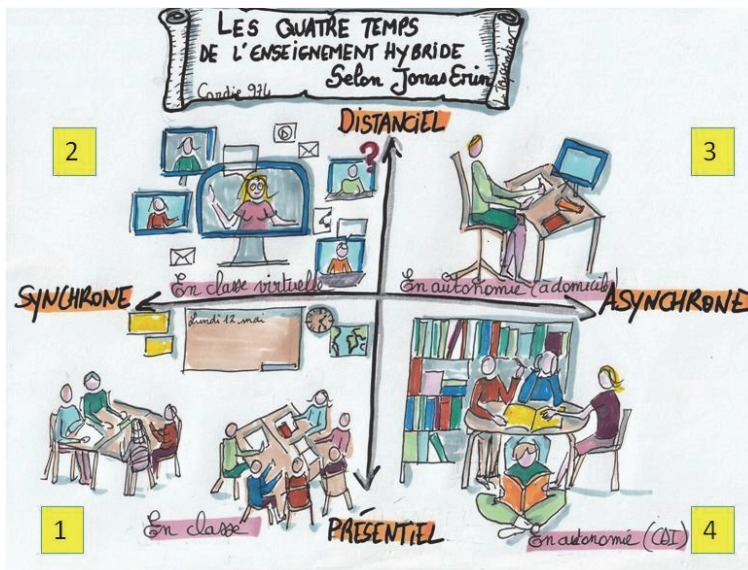 LES QUATRE TEMPS
DE L'ENSEIGNEMENT HYBRIDE
Selon Jonas Erin
Cardie 974
DISTANCIEL
2
3
?
En classe virtuelle
En autonomie (à domicile)
SYNCHRONE
ASYNCHRONE
Lundi 12 mai
1
En classe
PRÉSENTIEL
En autonomie (CDI)
4